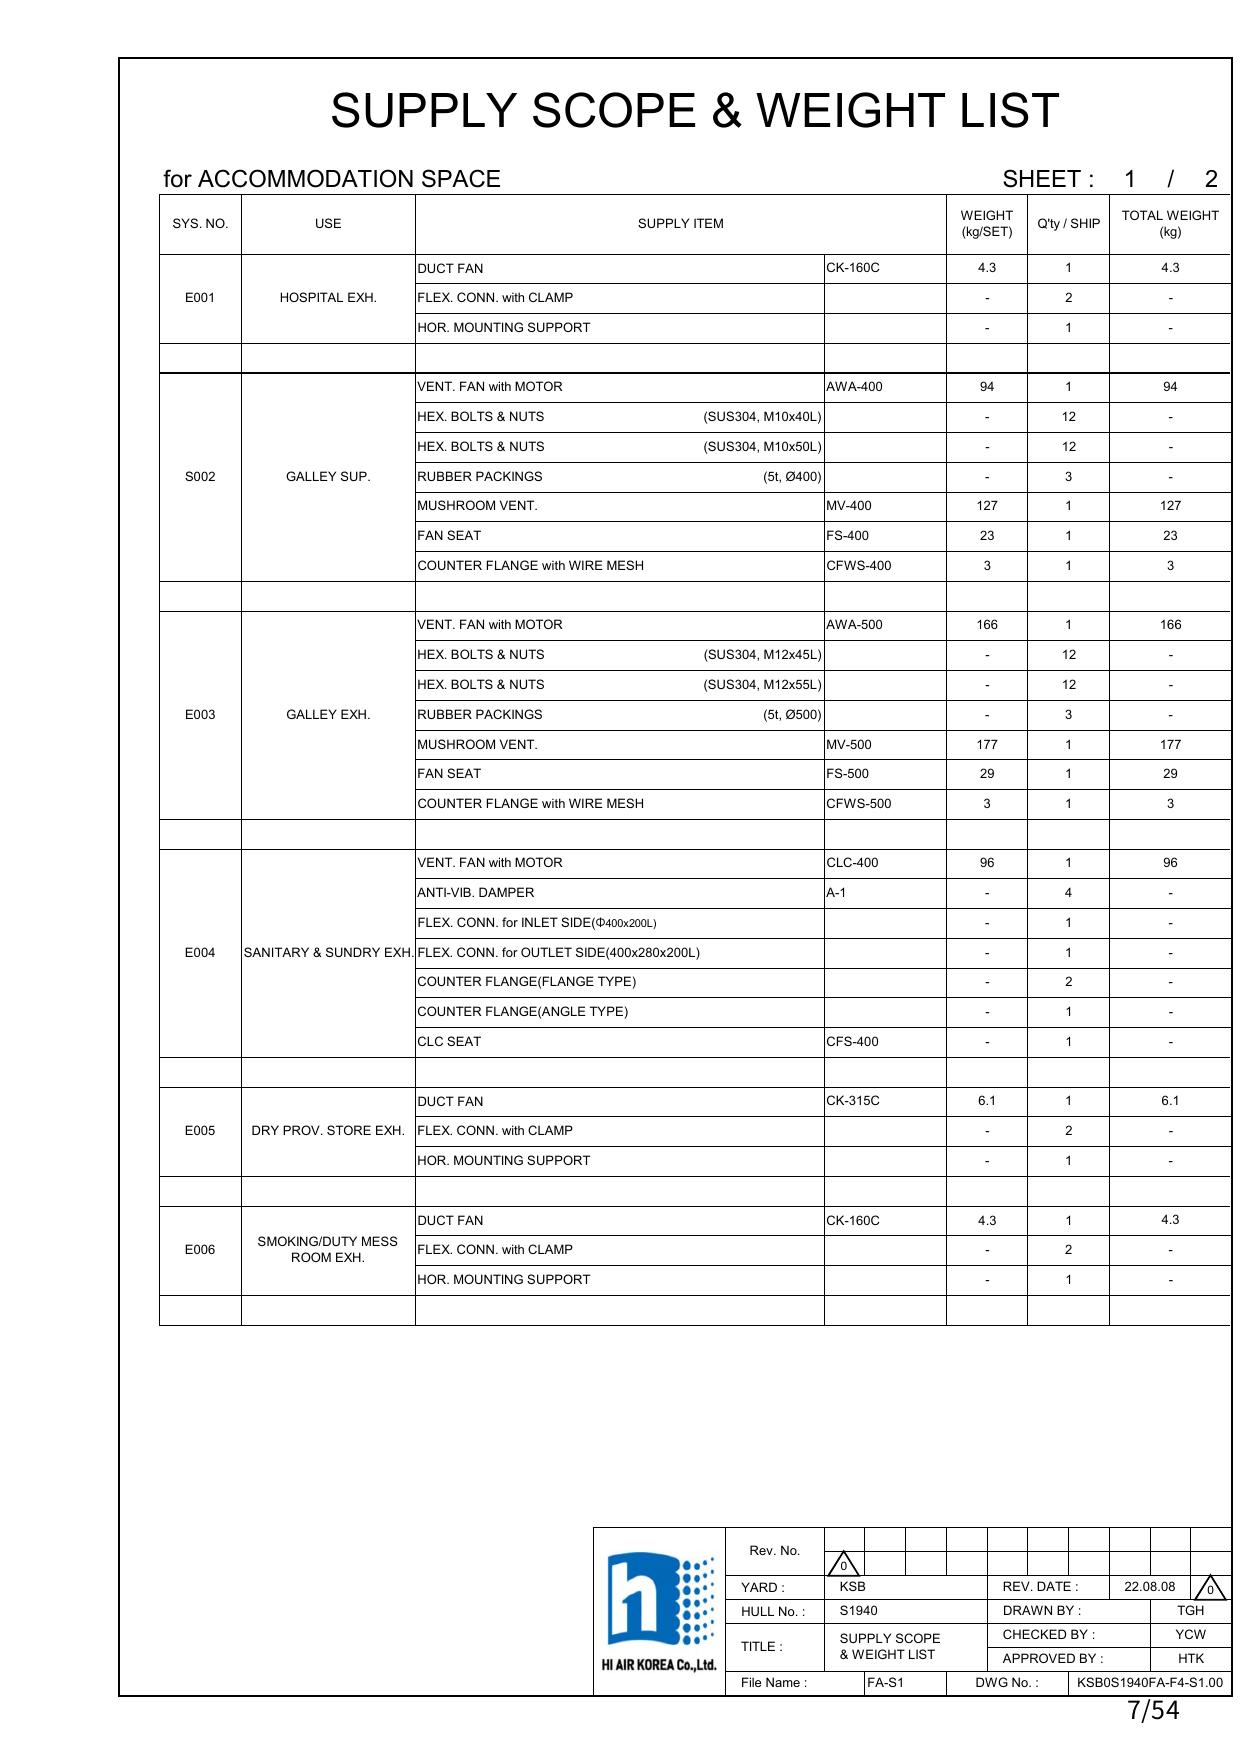 SUPPLY SCOPE & WEIGHT LIST
for ACCOMMODATION SPACE SHEET : 1 / 2
SYS. NO. USE SUPPLY ITEM WEIGHT (kg/SET) Q'ty / SHIP TOTAL WEIGHT (kg)
E001 HOSPITAL EXH.
DUCT FAN CK-160C 4.3 1 4.3
FLEX. CONN. with CLAMP - 2 -
HOR. MOUNTING SUPPORT - 1 -
S002 GALLEY SUP.
VENT. FAN with MOTOR AWA-400 94 1 94
HEX. BOLTS & NUTS (SUS304, M10x40L) - 12 -
HEX. BOLTS & NUTS (SUS304, M10x50L) - 12 -
RUBBER PACKINGS (5t, Ø400) - 3 -
MUSHROOM VENT. MV-400 127 1 127
FAN SEAT FS-400 23 1 23
COUNTER FLANGE with WIRE MESH CFWS-400 3 1 3
E003 GALLEY EXH.
VENT. FAN with MOTOR AWA-500 166 1 166
HEX. BOLTS & NUTS (SUS304, M12x45L) - 12 -
HEX. BOLTS & NUTS (SUS304, M12x55L) - 12 -
RUBBER PACKINGS (5t, Ø500) - 3 -
MUSHROOM VENT. MV-500 177 1 177
FAN SEAT FS-500 29 1 29
COUNTER FLANGE with WIRE MESH CFWS-500 3 1 3
E004 SANITARY & SUNDRY EXH.
VENT. FAN with MOTOR CLC-400 96 1 96
ANTI-VIB. DAMPER A-1 - 4 -
FLEX. CONN. for INLET SIDE(Φ400x200L) - 1 -
FLEX. CONN. for OUTLET SIDE(400x280x200L) - 1 -
COUNTER FLANGE(FLANGE TYPE) - 2 -
COUNTER FLANGE(ANGLE TYPE) - 1 -
CLC SEAT CFS-400 - 1 -
E005 DRY PROV. STORE EXH.
DUCT FAN CK-315C 6.1 1 6.1
FLEX. CONN. with CLAMP - 2 -
HOR. MOUNTING SUPPORT - 1 -
E006 SMOKING/DUTY MESS ROOM EXH.
DUCT FAN CK-160C 4.3 1 4.3
FLEX. CONN. with CLAMP - 2 -
HOR. MOUNTING SUPPORT - 1 -
HI AIR KOREA Co.,Ltd.
Rev. No. 0
YARD : KSB REV. DATE : 22.08.08 0
HULL No. : S1940 DRAWN BY : TGH
TITLE : SUPPLY SCOPE & WEIGHT LIST
CHECKED BY : YCW
APPROVED BY : HTK
File Name : FA-S1 DWG No. : KSB0S1940FA-F4-S1.00
7/54